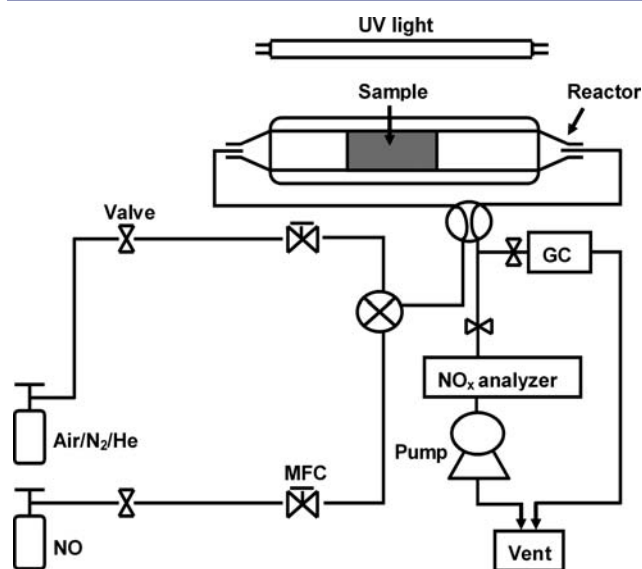 UV light
Sample
Reactor
Valve
GC
NOₓ analyzer
Air/N₂/He
Pump
MFC
NO
Vent